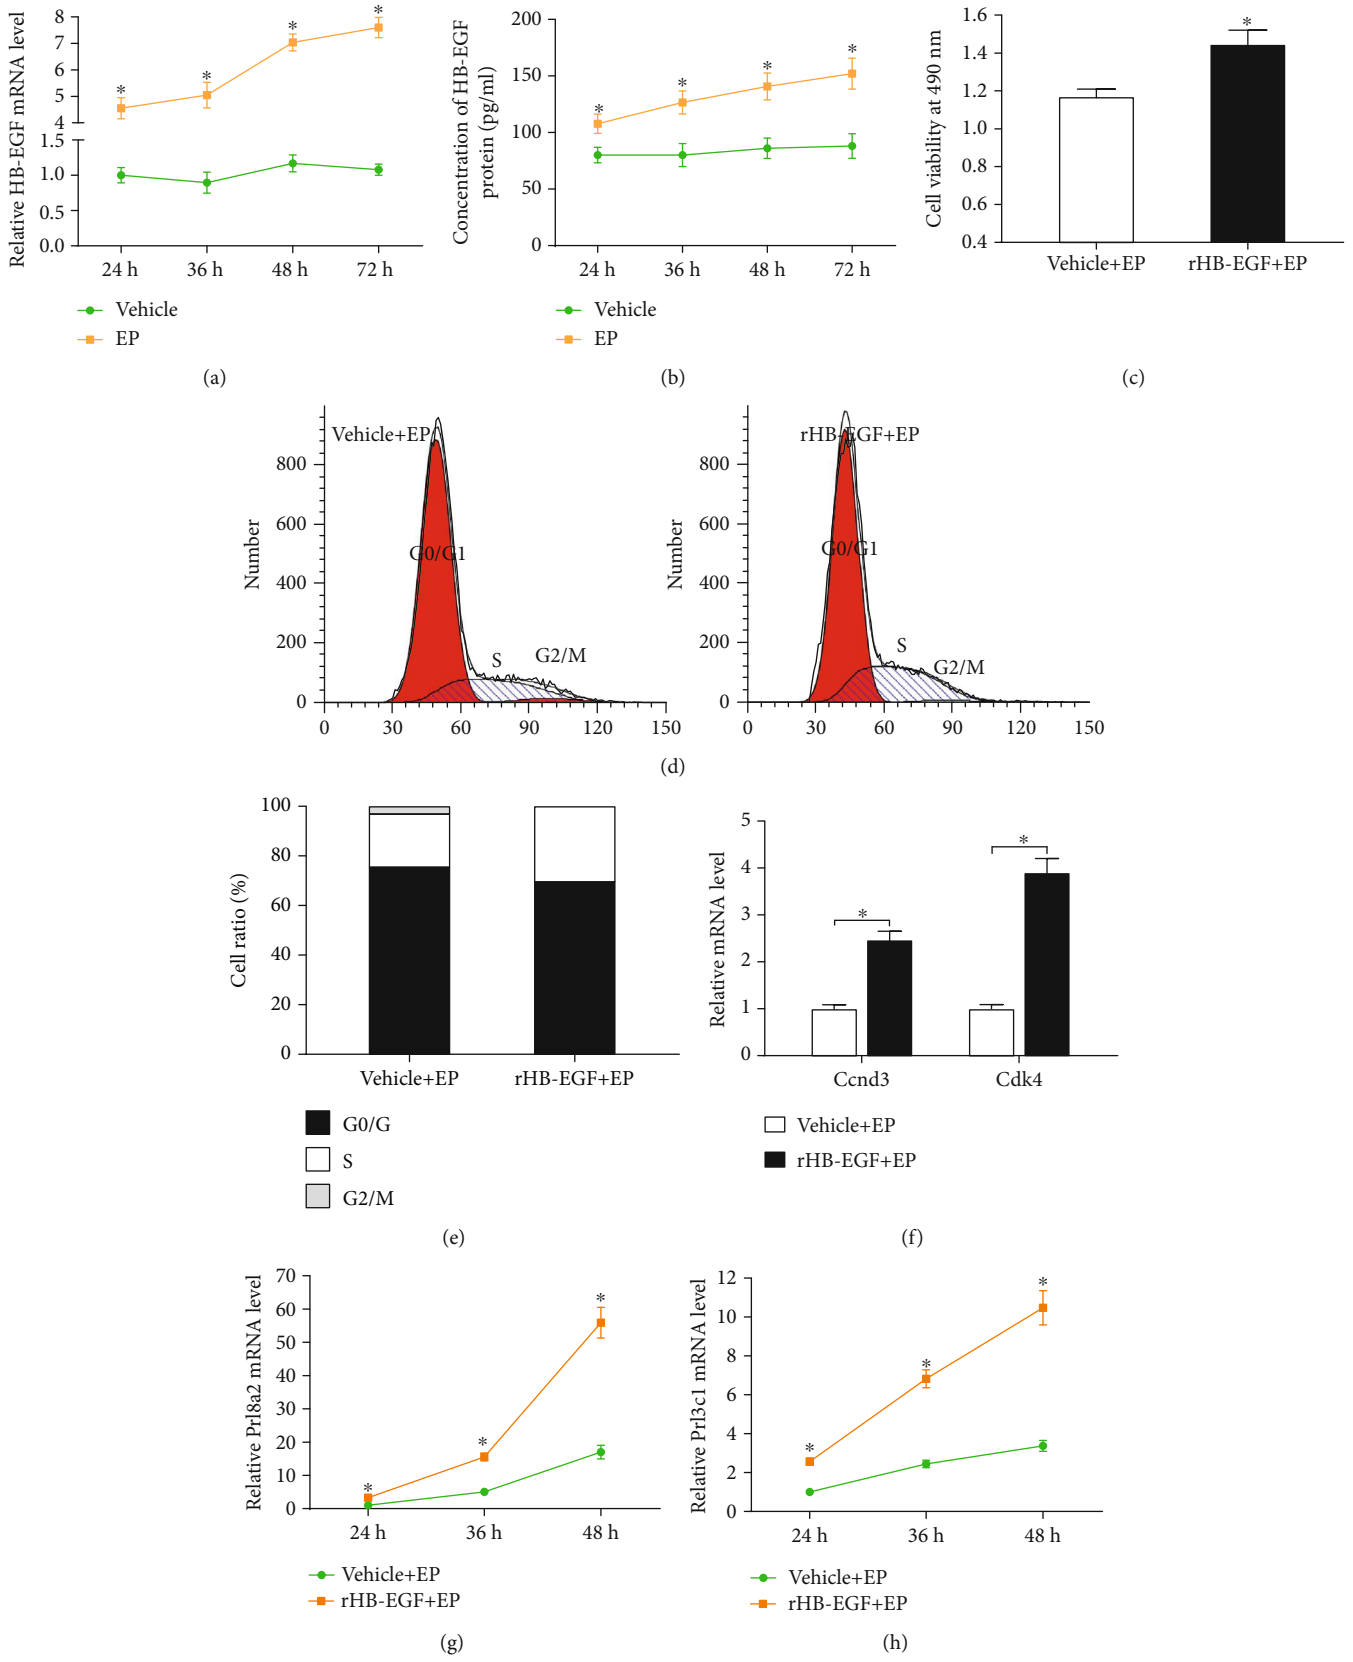 Relative HB-EGF mRNA level
8
7
6
5
4
1.5
1.0
0.5
0.0
* * * *
24 h 36 h 48 h 72 h
Vehicle
EP
(a)
Concentration of HB-EGF
protein (pg/ml)
200
150
100
50
0
* * * *
24 h 36 h 48 h 72 h
Vehicle
EP
(b)
Cell viability at 490 nm
1.6
1.4
1.2
1.0
0.8
0.6
0.4
*
Vehicle+EP rHB-EGF+EP
(c)
Vehicle+EP
Number
800
600
400
200
0
G0/G1
S
G2/M
0 30 60 90 120 150
rHB-EGF+EP
Number
800
600
400
200
0
G0/G1
S
G2/M
0 30 60 90 120 150
(d)
Cell ratio (%)
100
80
60
40
20
0
Vehicle+EP rHB-EGF+EP
G0/G
S
G2/M
(e)
Relative mRNA level
5
4
3
2
1
0
* *
Ccnd3 Cdk4
Vehicle+EP
rHB-EGF+EP
(f)
Relative Prl8a2 mRNA level
70
60
50
40
30
20
10
0
* * *
24 h 36 h 48 h
Vehicle+EP
rHB-EGF+EP
(g)
Relative Prl3c1 mRNA level
12
10
8
6
4
2
0
* * *
24 h 36 h 48 h
Vehicle+EP
rHB-EGF+EP
(h)